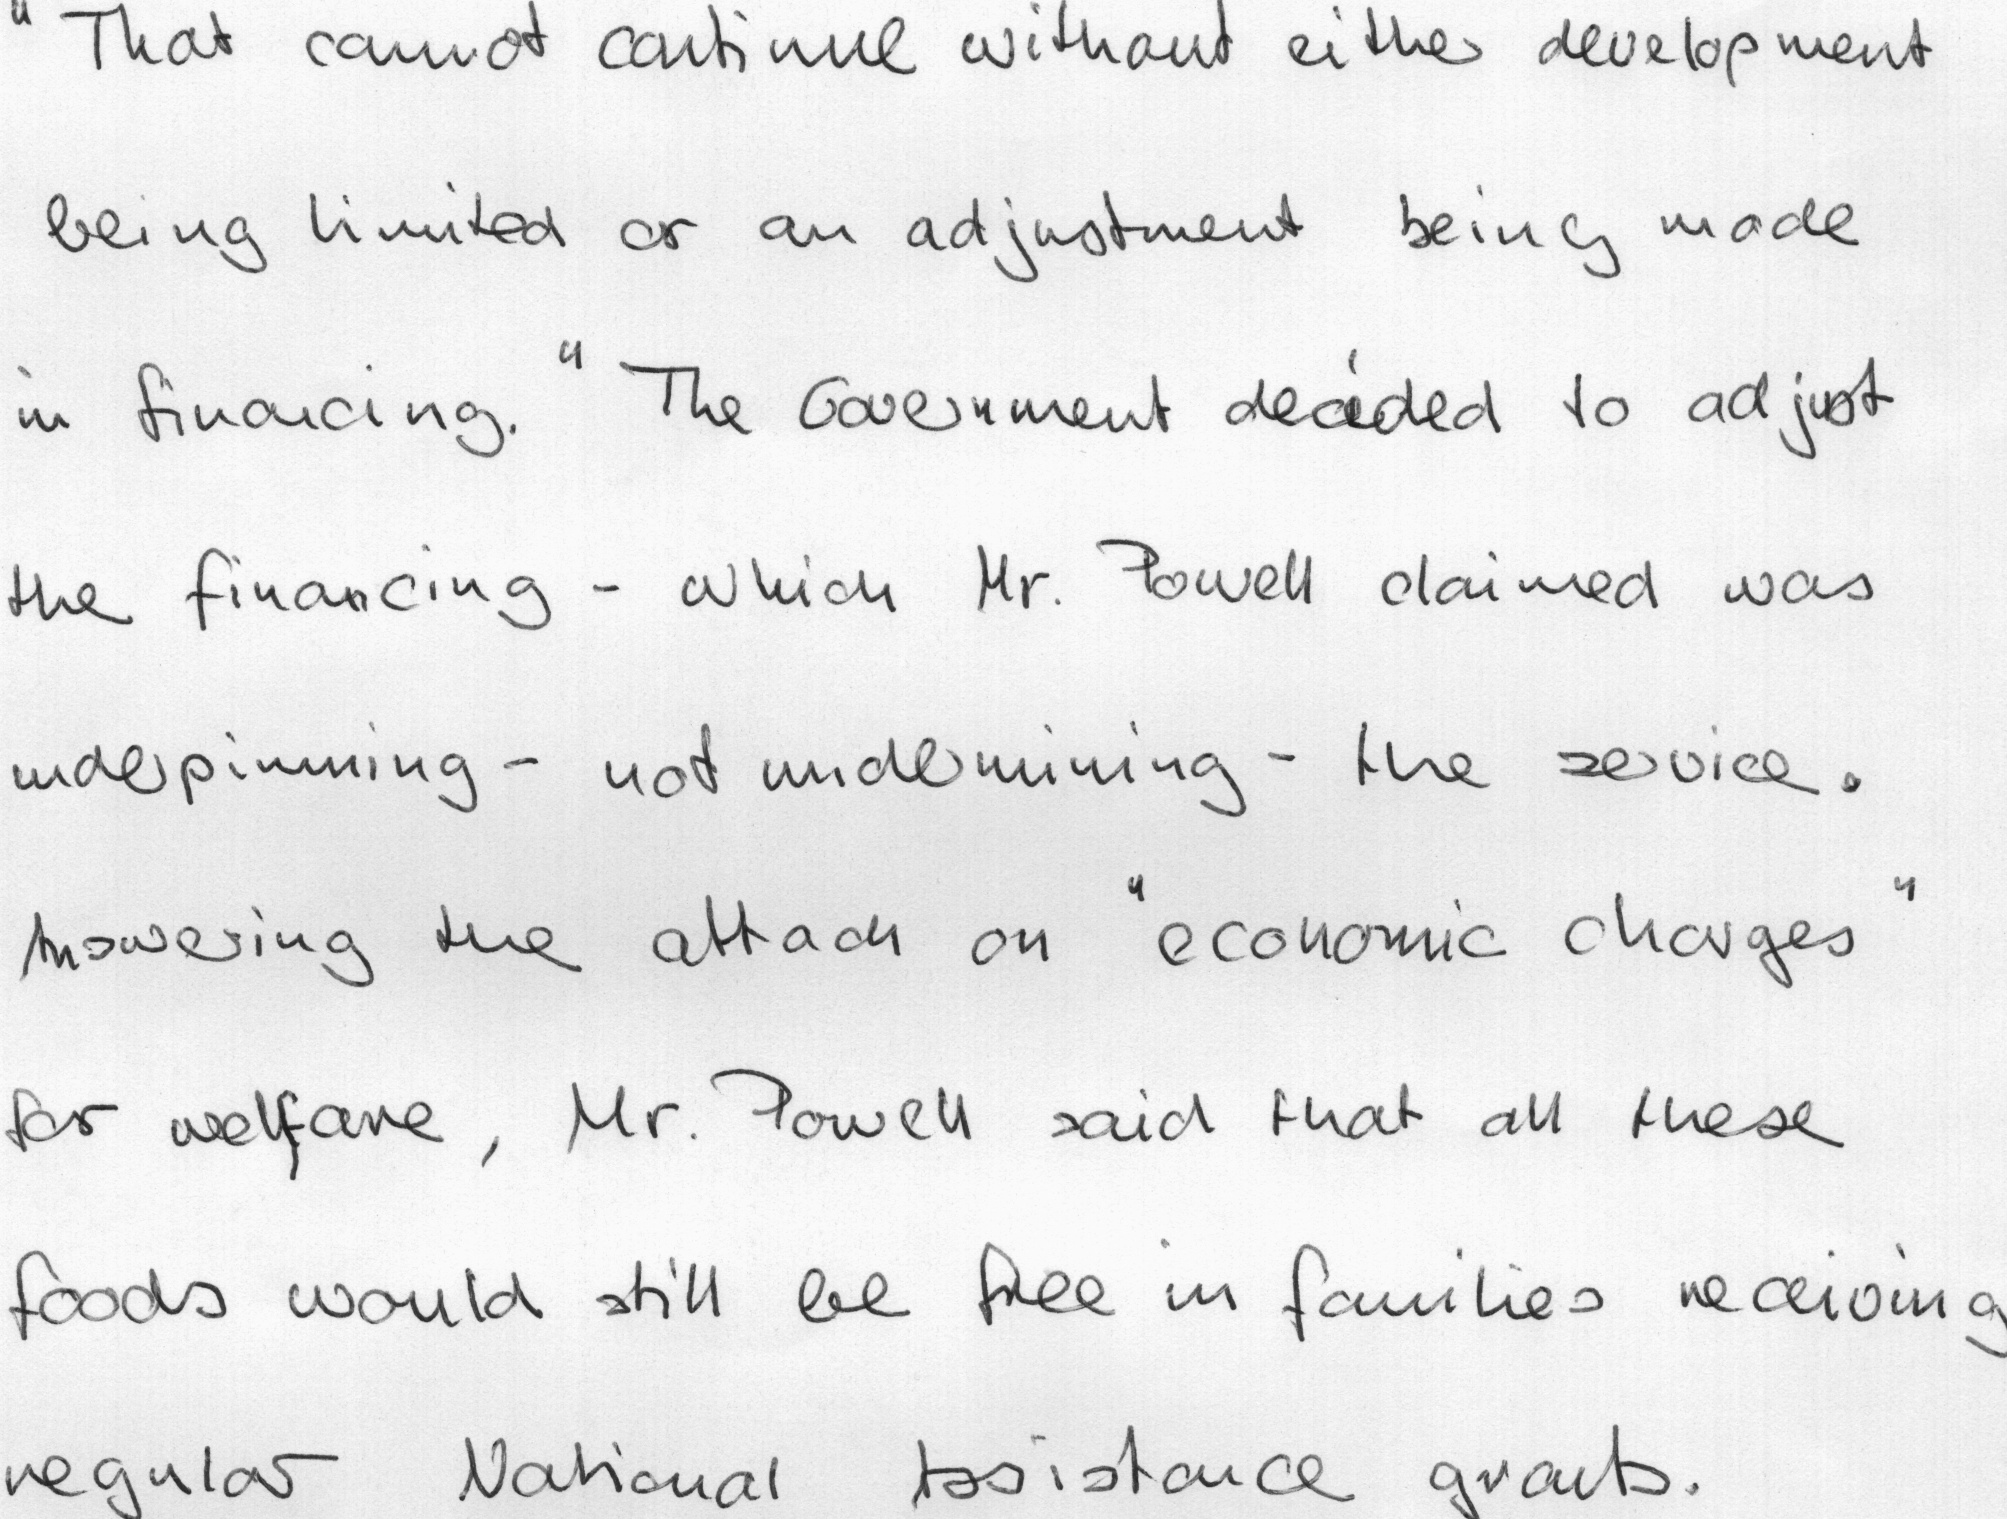 "That cannot continue without either development
being limited or an adjustment being made
in financing." The Government decided to adjust
the financing - which Mr. Powell claimed was
underpinning - not undermining - the service.
Answering the attack on "economic charges"
for welfare, Mr. Powell said that all these
foods would still be free in families receiving
regular National Assistance grants.